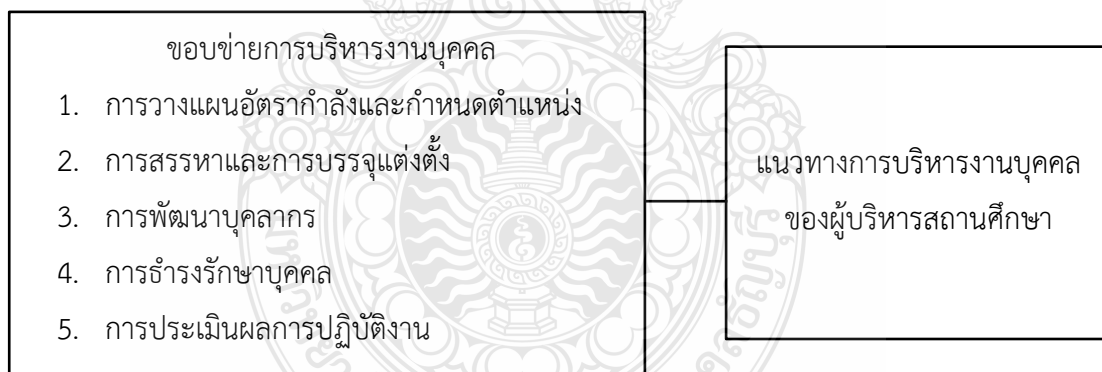 ขอบข่ายการบริหารงานบุคคล
1. การวางแผนอัตรากำลังและกำหนดตำแหน่ง
2. การสรรหาและการบรรจุแต่งตั้ง
3. การพัฒนาบุคลากร
4. การธำรงรักษาบุคคล
5. การประเมินผลการปฏิบัติงาน
แนวทางการบริหารงานบุคคล
ของผู้บริหารสถานศึกษา